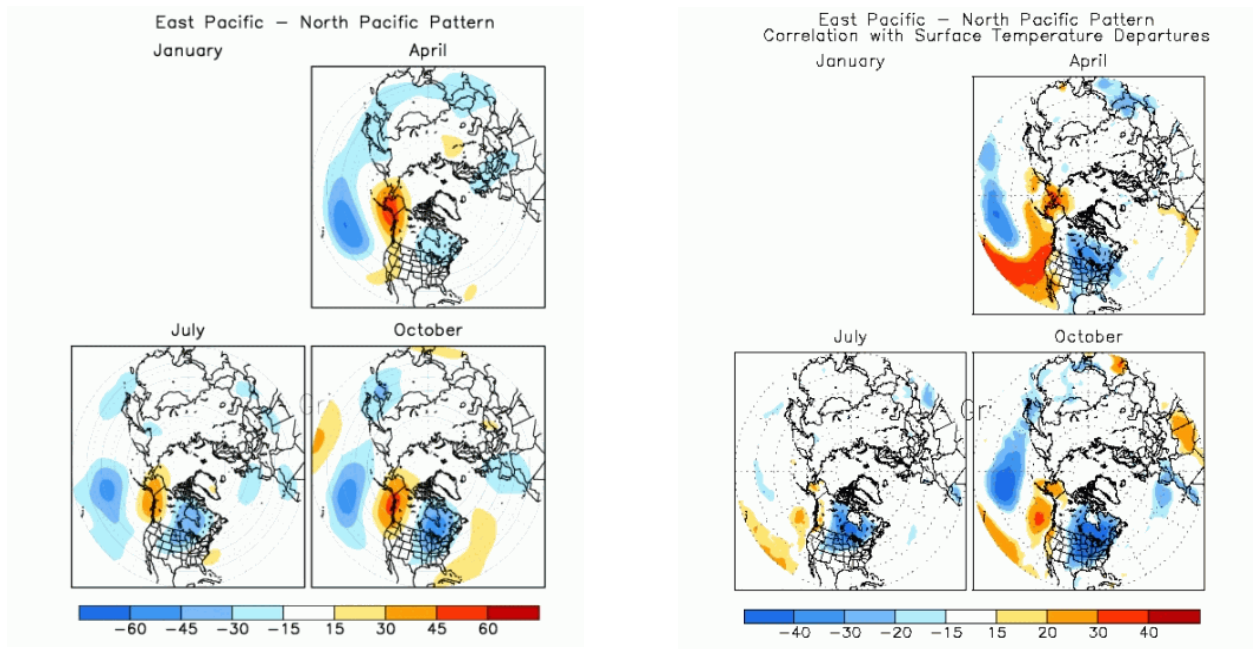 East Pacific – North Pacific Pattern
January
April
July
October
-60 -45 -30 -15 15 30 45 60
East Pacific – North Pacific Pattern
Correlation with Surface Temperature Departures
January
April
July
October
-40 -30 -20 -15 15 20 30 40